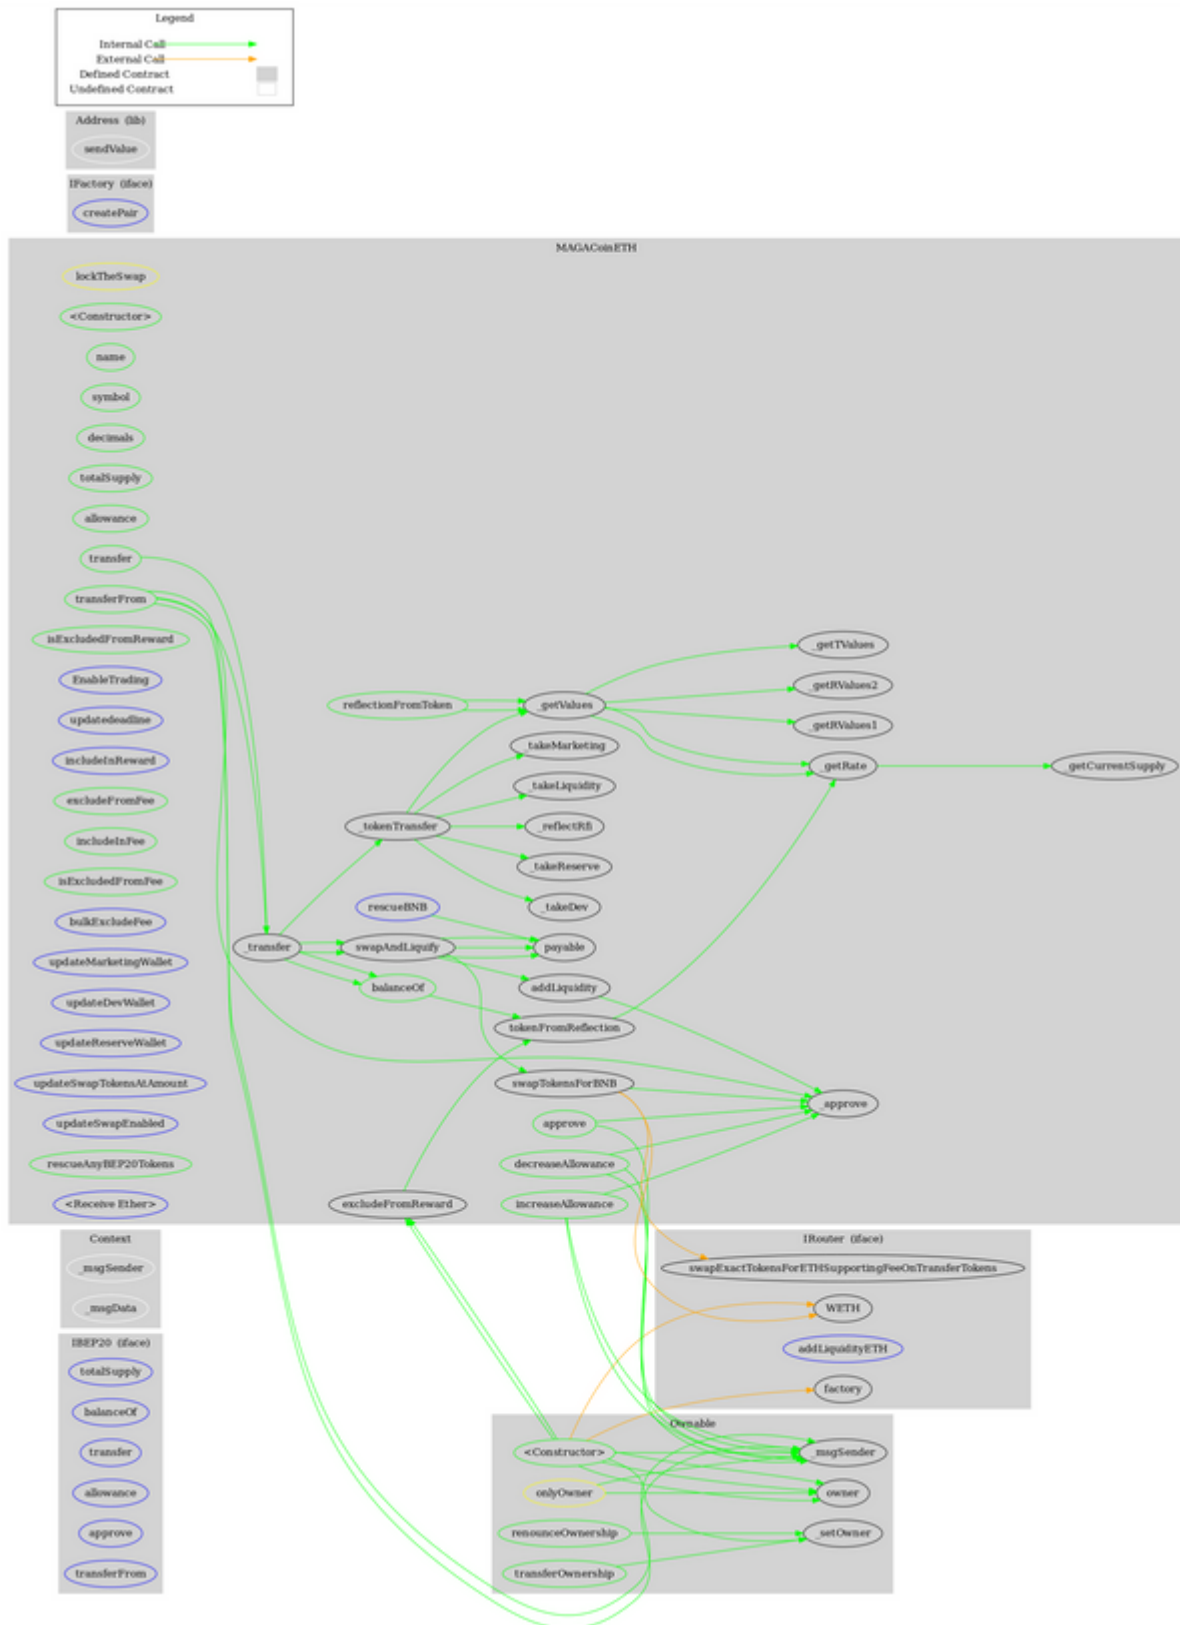 Legend
Internal Call
External Call
Defined Contract
Undefined Contract
Address (lib)
sendValue
IFactory (iface)
createPair
MAGACoinETH
lockTheSwap
<Constructor>
name
symbol
decimals
totalSupply
allowance
transfer
transferFrom
isExcludedFromReward
EnableTrading
updatedeadline
includeInReward
excludeFromFee
includeInFee
isExcludedFromFee
bulkExcludeFee
updateMarketingWallet
updateDevWallet
updateReserveWallet
updateSwapTokensAtAmount
updateSwapEnabled
rescueAnyBEP20Tokens
<Receive Ether>
_transfer
reflectionFromToken
_tokenTransfer
rescueBNB
swapAndLiquify
balanceOf
excludeFromReward
_getValues
_takeMarketing
_takeLiquidity
_reflectRfi
_takeReserve
_takeDev
payable
addLiquidity
tokenFromReflection
swapTokensForBNB
approve
decreaseAllowance
increaseAllowance
_getTValues
_getRValues2
_getRValues1
_getRate
_approve
_getCurrentSupply
Context
_msgSender
_msgData
IBEP20 (iface)
totalSupply
balanceOf
transfer
allowance
approve
transferFrom
IRouter (iface)
swapExactTokensForETHSupportingFeeOnTransferTokens
WETH
addLiquidityETH
factory
Ownable
<Constructor>
onlyOwner
renounceOwnership
transferOwnership
_msgSender
owner
_setOwner